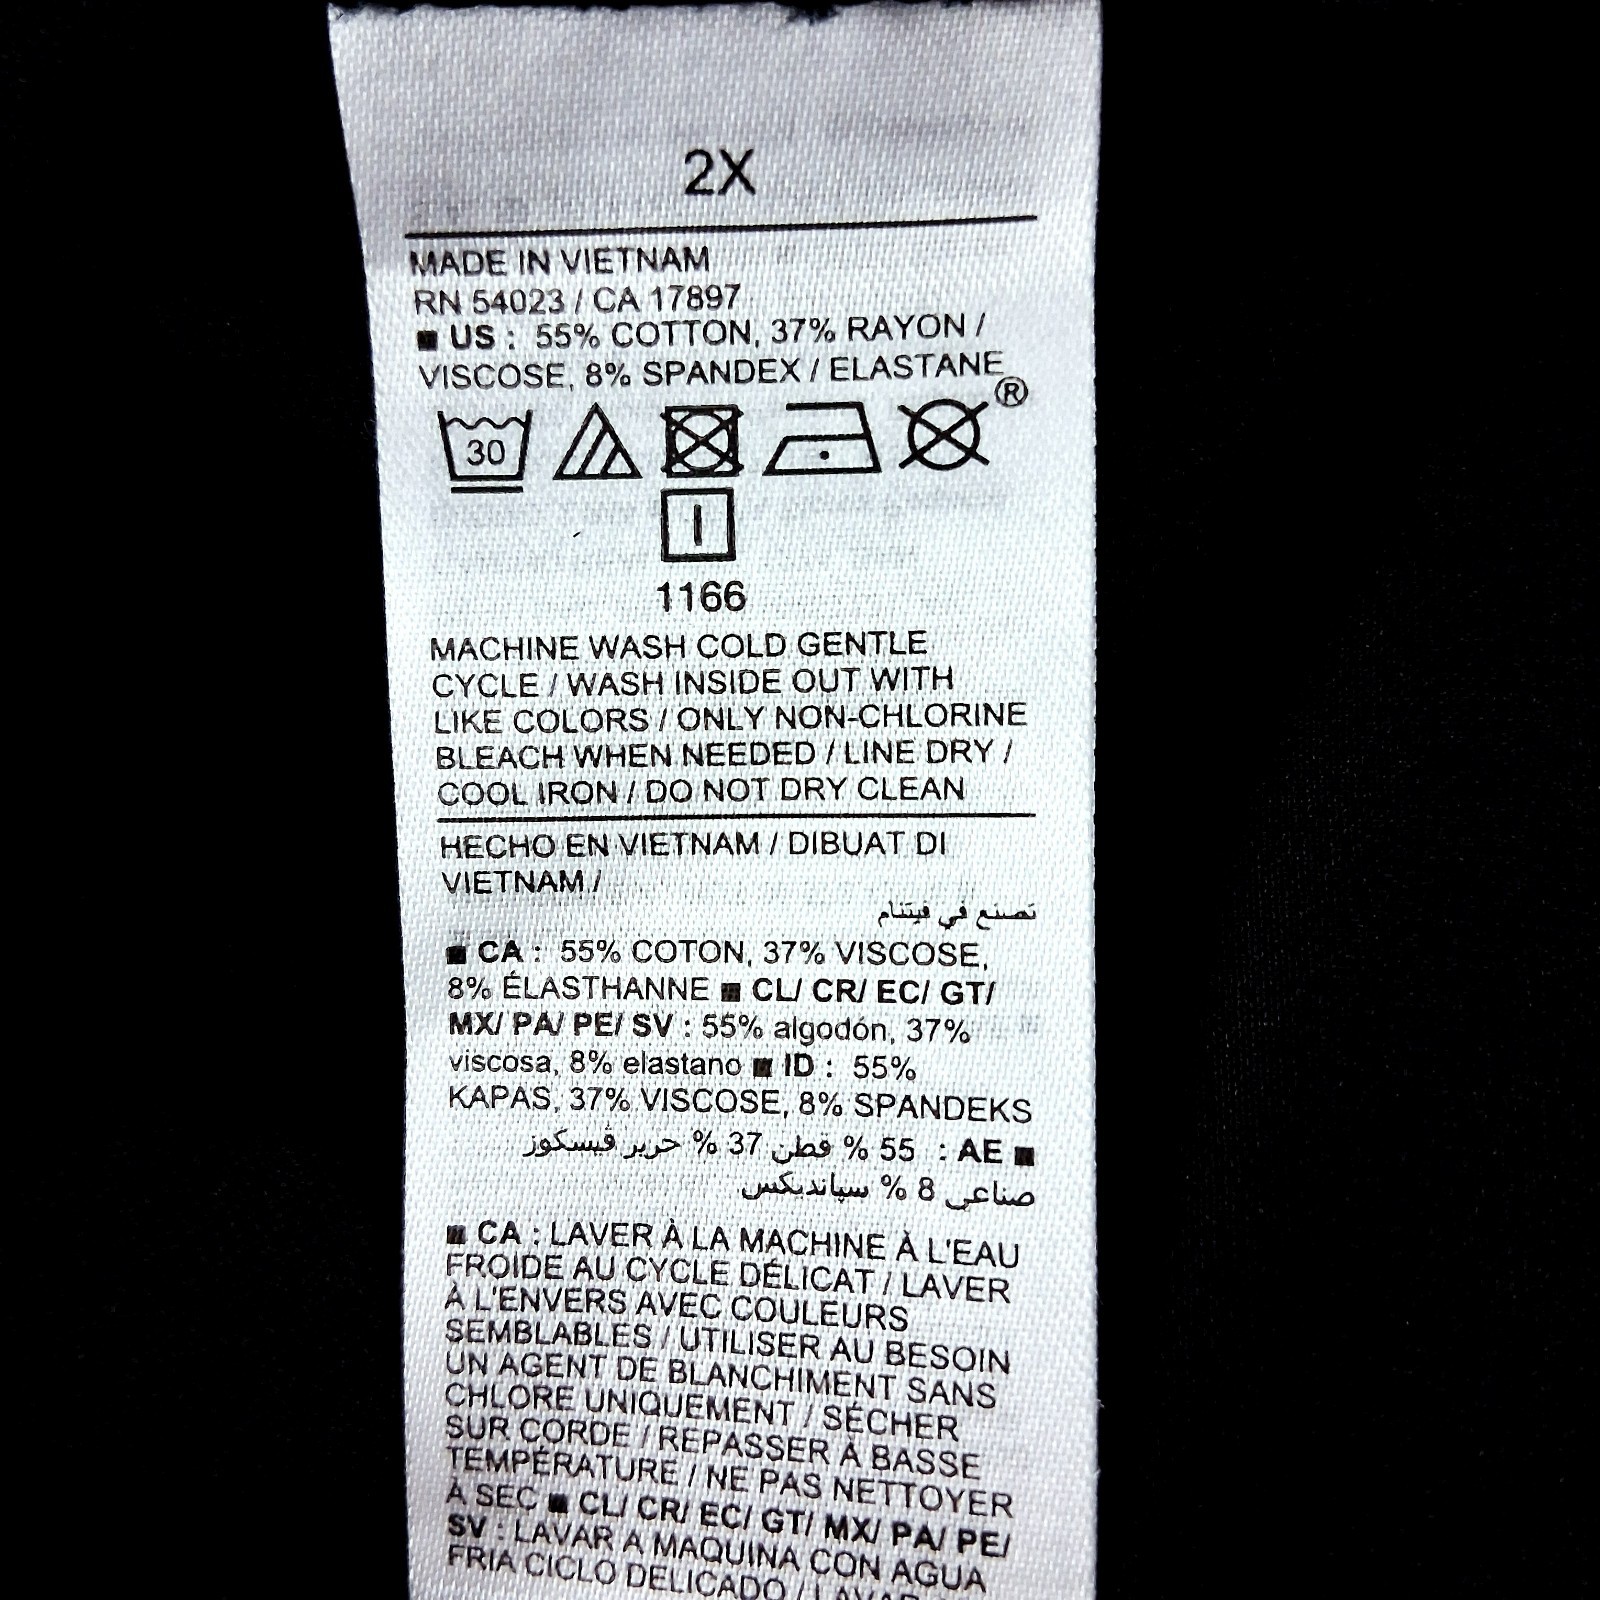 2X
MADE IN VIETNAM
RN 54023 / CA 17897
■ US : 55% COTTON, 37% RAYON /
VISCOSE, 8% SPANDEX / ELASTANE
®
30
1166
MACHINE WASH COLD GENTLE
CYCLE / WASH INSIDE OUT WITH
LIKE COLORS / ONLY NON-CHLORINE
BLEACH WHEN NEEDED / LINE DRY /
COOL IRON / DO NOT DRY CLEAN
HECHO EN VIETNAM / DIBUAT DI
VIETNAM /
تصنع في فيتنام
■ CA : 55% COTON, 37% VISCOSE,
8% ÉLASTHANNE ■ CL/ CR/ EC/ GT/
MX/ PA/ PE/ SV : 55% algodón, 37%
viscosa, 8% elastano ■ ID : 55%
KAPAS, 37% VISCOSE, 8% SPANDEKS
■ AE : 55 % قطن 37 % حرير فيسكوز
صناعي 8 % سباندیکس
■ CA : LAVER À LA MACHINE À L'EAU
FROIDE AU CYCLE DÉLICAT / LAVER
À L'ENVERS AVEC COULEURS
SEMBLABLES / UTILISER AU BESOIN
UN AGENT DE BLANCHIMENT SANS
CHLORE UNIQUEMENT / SÉCHER
SUR CORDE / REPASSER À BASSE
TEMPÉRATURE / NE PAS NETTOYER
À SEC ■ CL/ CR/ EC/ GT/ MX/ PA/ PE/
SV : LAVAR A MAQUINA CON AGUA
FRIA CICLO DELICADO /